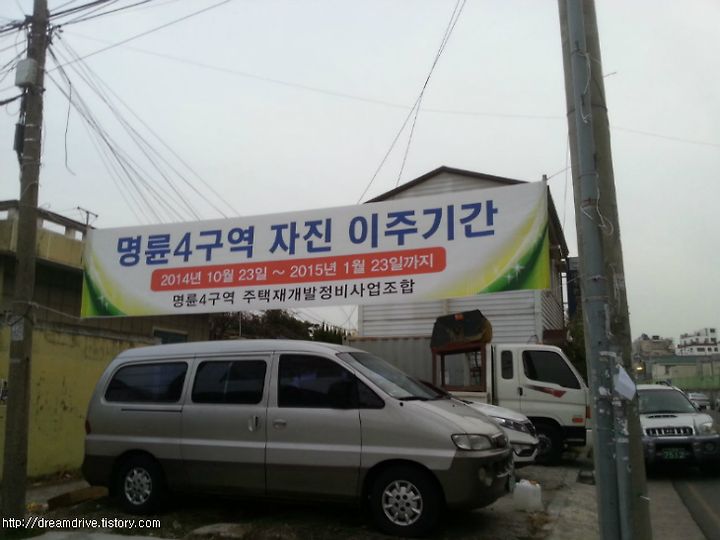 명륜4구역 자진 이주기간
2014년 10월 23일 ~ 2015년 1월 23일까지
명륜4구역 주택재개발정비사업조합
7512
http://dreamdrive.tistory.com